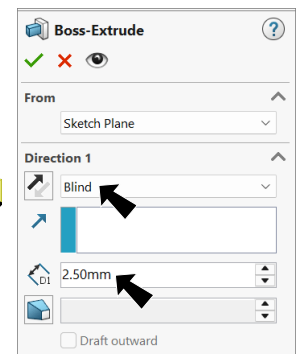 Boss-Extrude
?
From
Sketch Plane
Direction 1
Blind
D1
2.50mm
Draft outward